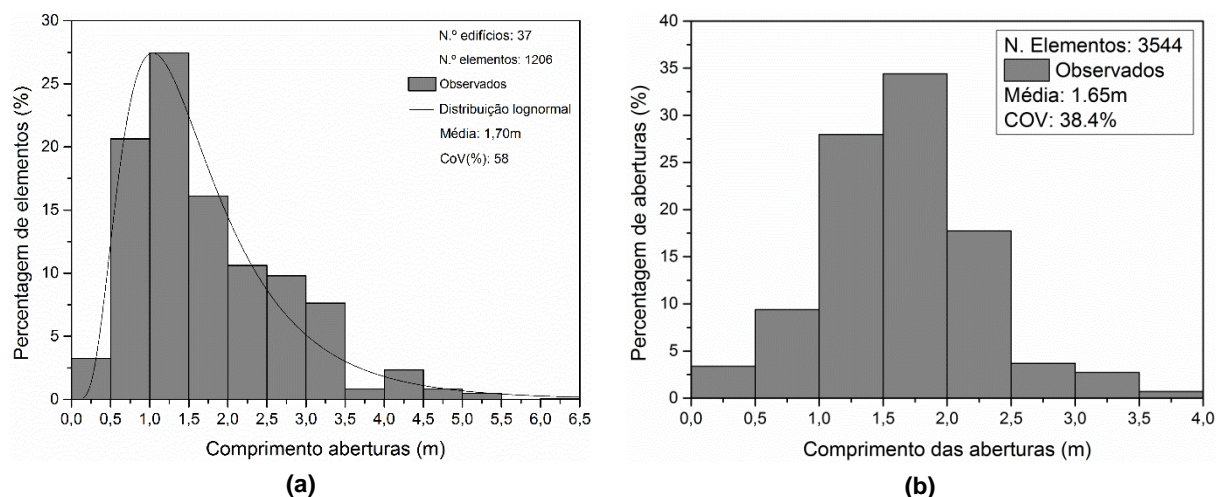 30
25
20
15
10
5
0
Percentagem de elementos (%)
N.º edifícios: 37
N.º elementos: 1206
Observados
Distribuição lognormal
Média: 1,70m
CoV(%): 58
0,0 0,5 1,0 1,5 2,0 2,5 3,0 3,5 4,0 4,5 5,0 5,5 6,0 6,5
Comprimento aberturas (m)
(a)
40
35
30
25
20
15
10
5
0
Percentagem de aberturas (%)
N. Elementos: 3544
Observados
Média: 1.65m
COV: 38.4%
0,0 0,5 1,0 1,5 2,0 2,5 3,0 3,5 4,0
Comprimento das aberturas (m)
(b)